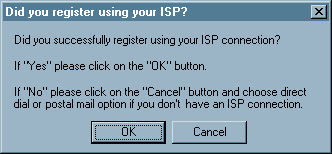 Did you register using your ISP?
Did you successfully register using your ISP connection?
If "Yes" please click on the "OK" button.
If "No" please click on the "Cancel" button and choose direct
dial or postal mail option if you don't have an ISP connection.
OK
Cancel